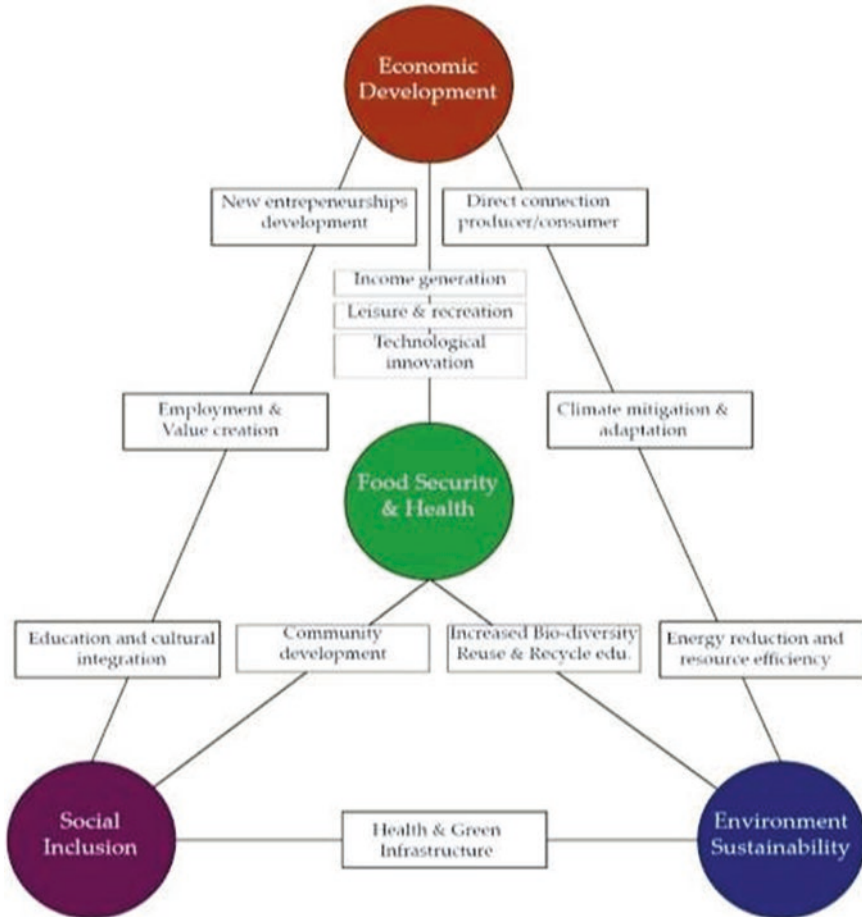 Economic
Development
New entrepeneurships
development
Direct connection
producer/consumer
Income generation
Leisure & recreation
Technological
innovation
Employment &
Value creation
Climate mitigation &
adaptation
Food Security
& Health
Education and cultural
integration
Community
development
Increased Bio-diversity
Reuse & Recycle edu.
Energy reduction and
resource efficiency
Social
Inclusion
Health & Green
Infrastructure
Environment
Sustainability